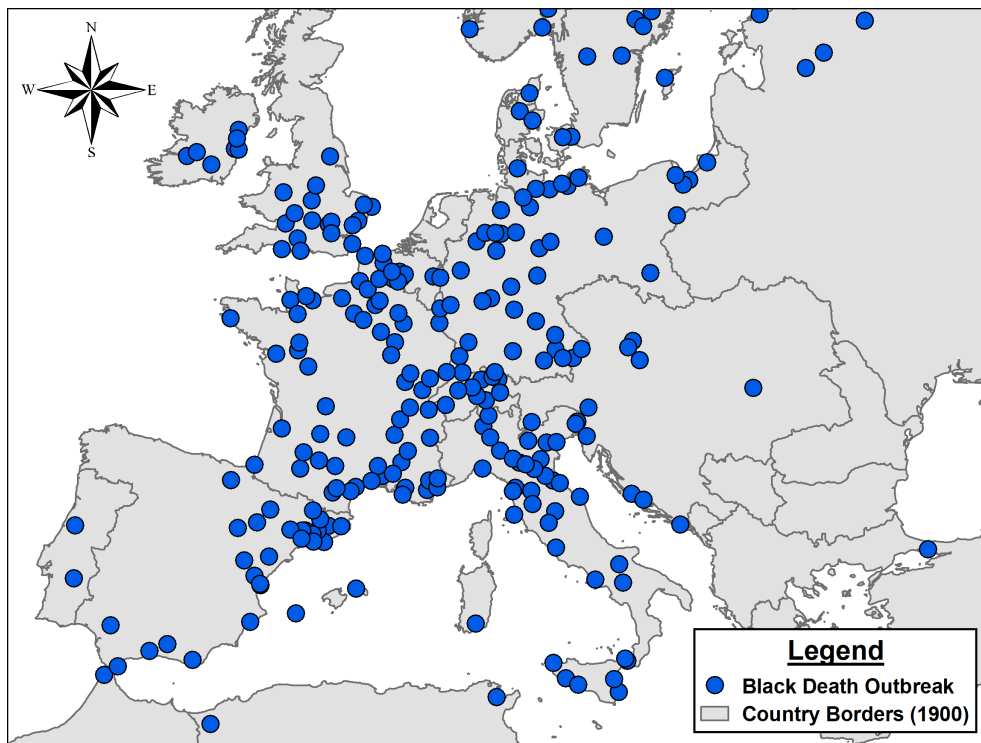 N
W E
S
Legend
Black Death Outbreak
Country Borders (1900)